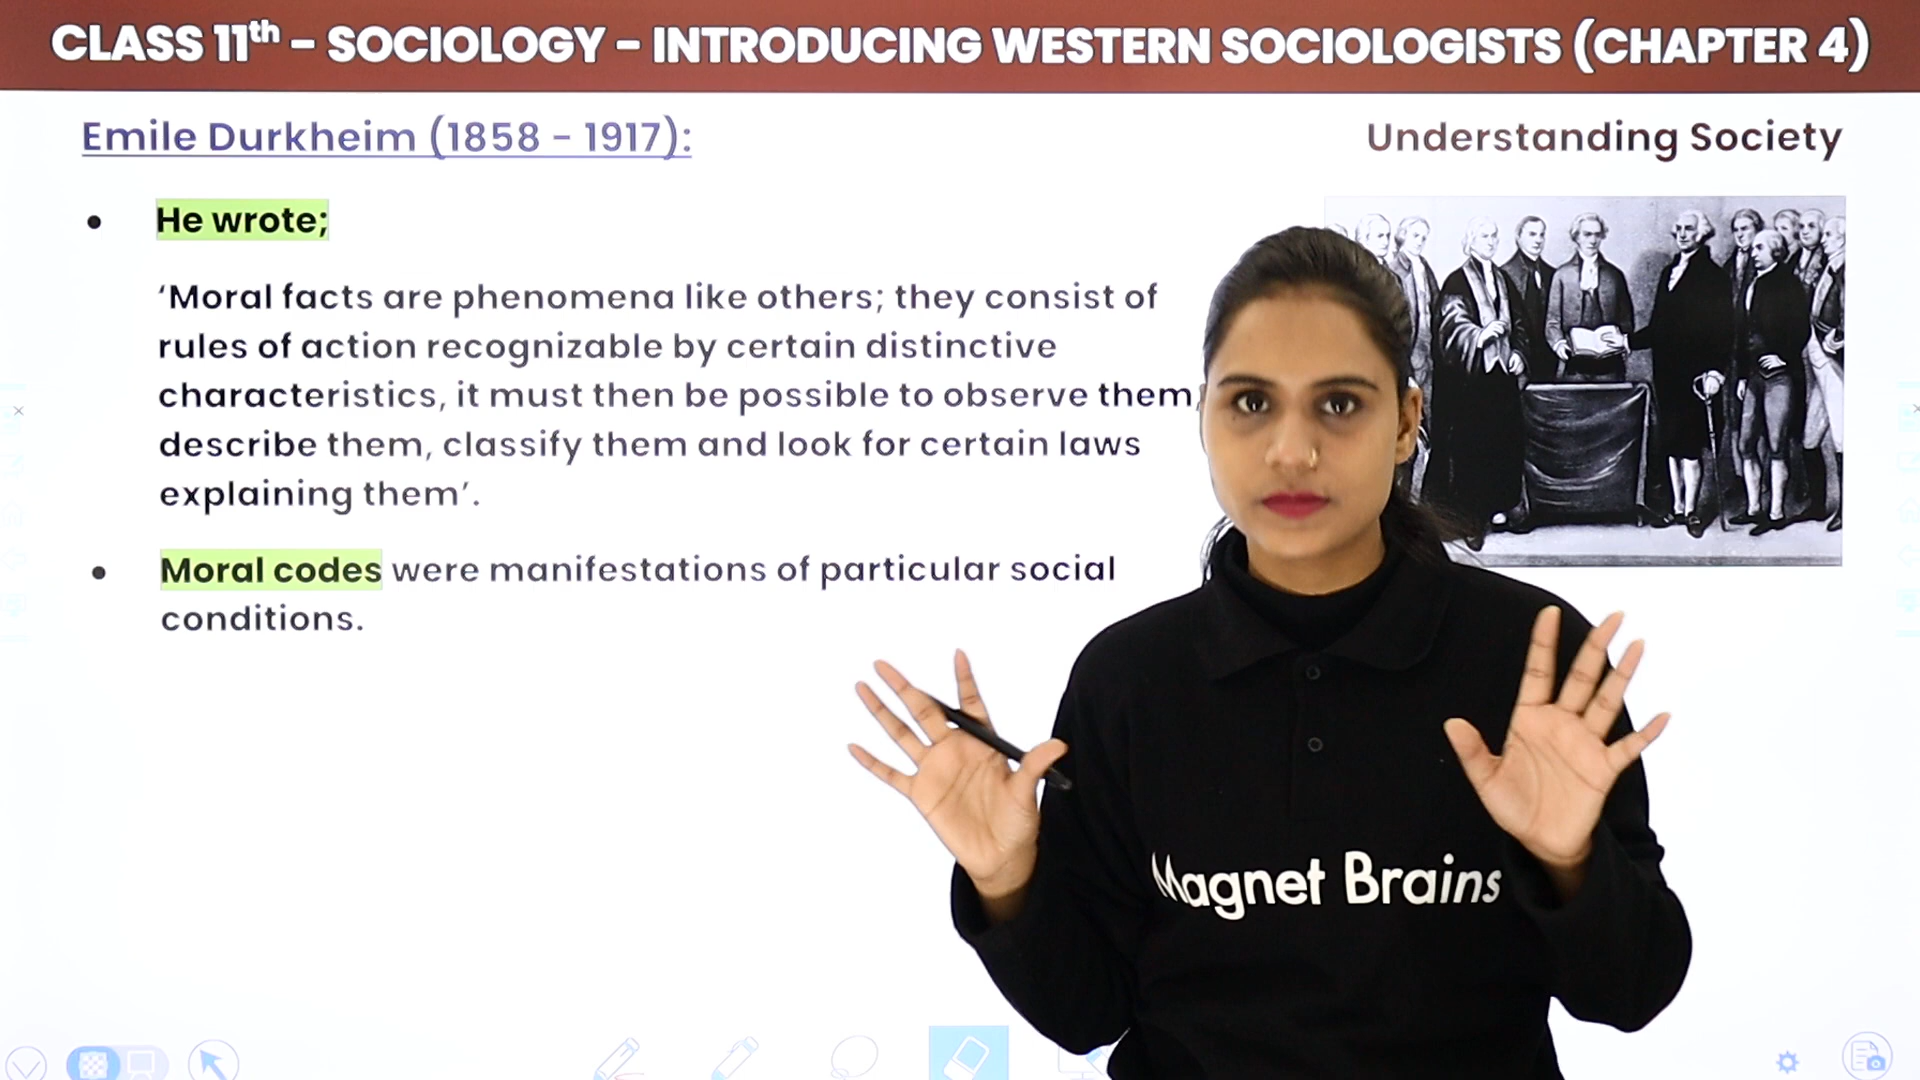 CLASS 11th – SOCIOLOGY – INTRODUCING WESTERN SOCIOLOGISTS (CHAPTER 4)
Emile Durkheim (1858 - 1917):
Understanding Society
• He wrote;
‘Moral facts are phenomena like others; they consist of
rules of action recognizable by certain distinctive
characteristics, it must then be possible to observe them,
describe them, classify them and look for certain laws
explaining them’.
• Moral codes were manifestations of particular social
conditions.
Magnet Brains